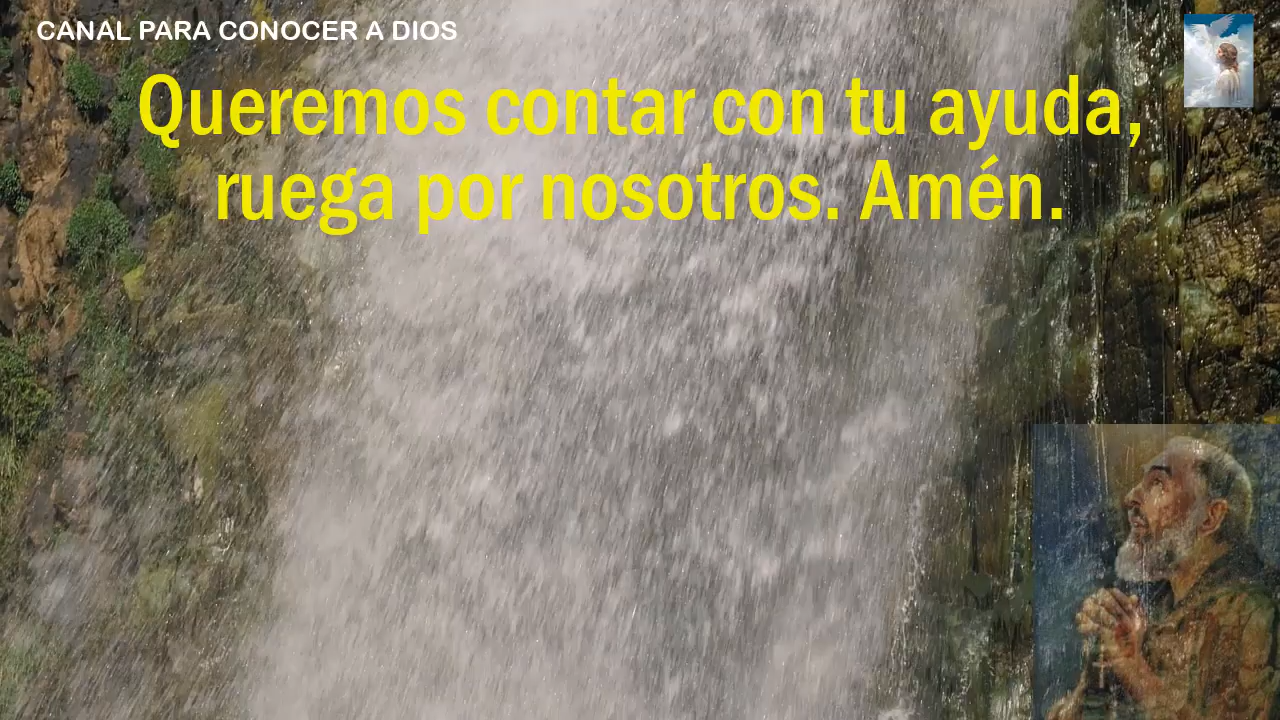 CANAL PARA CONOCER A DIOS
Queremos contar con tu ayuda,
ruega por nosotros. Amén.